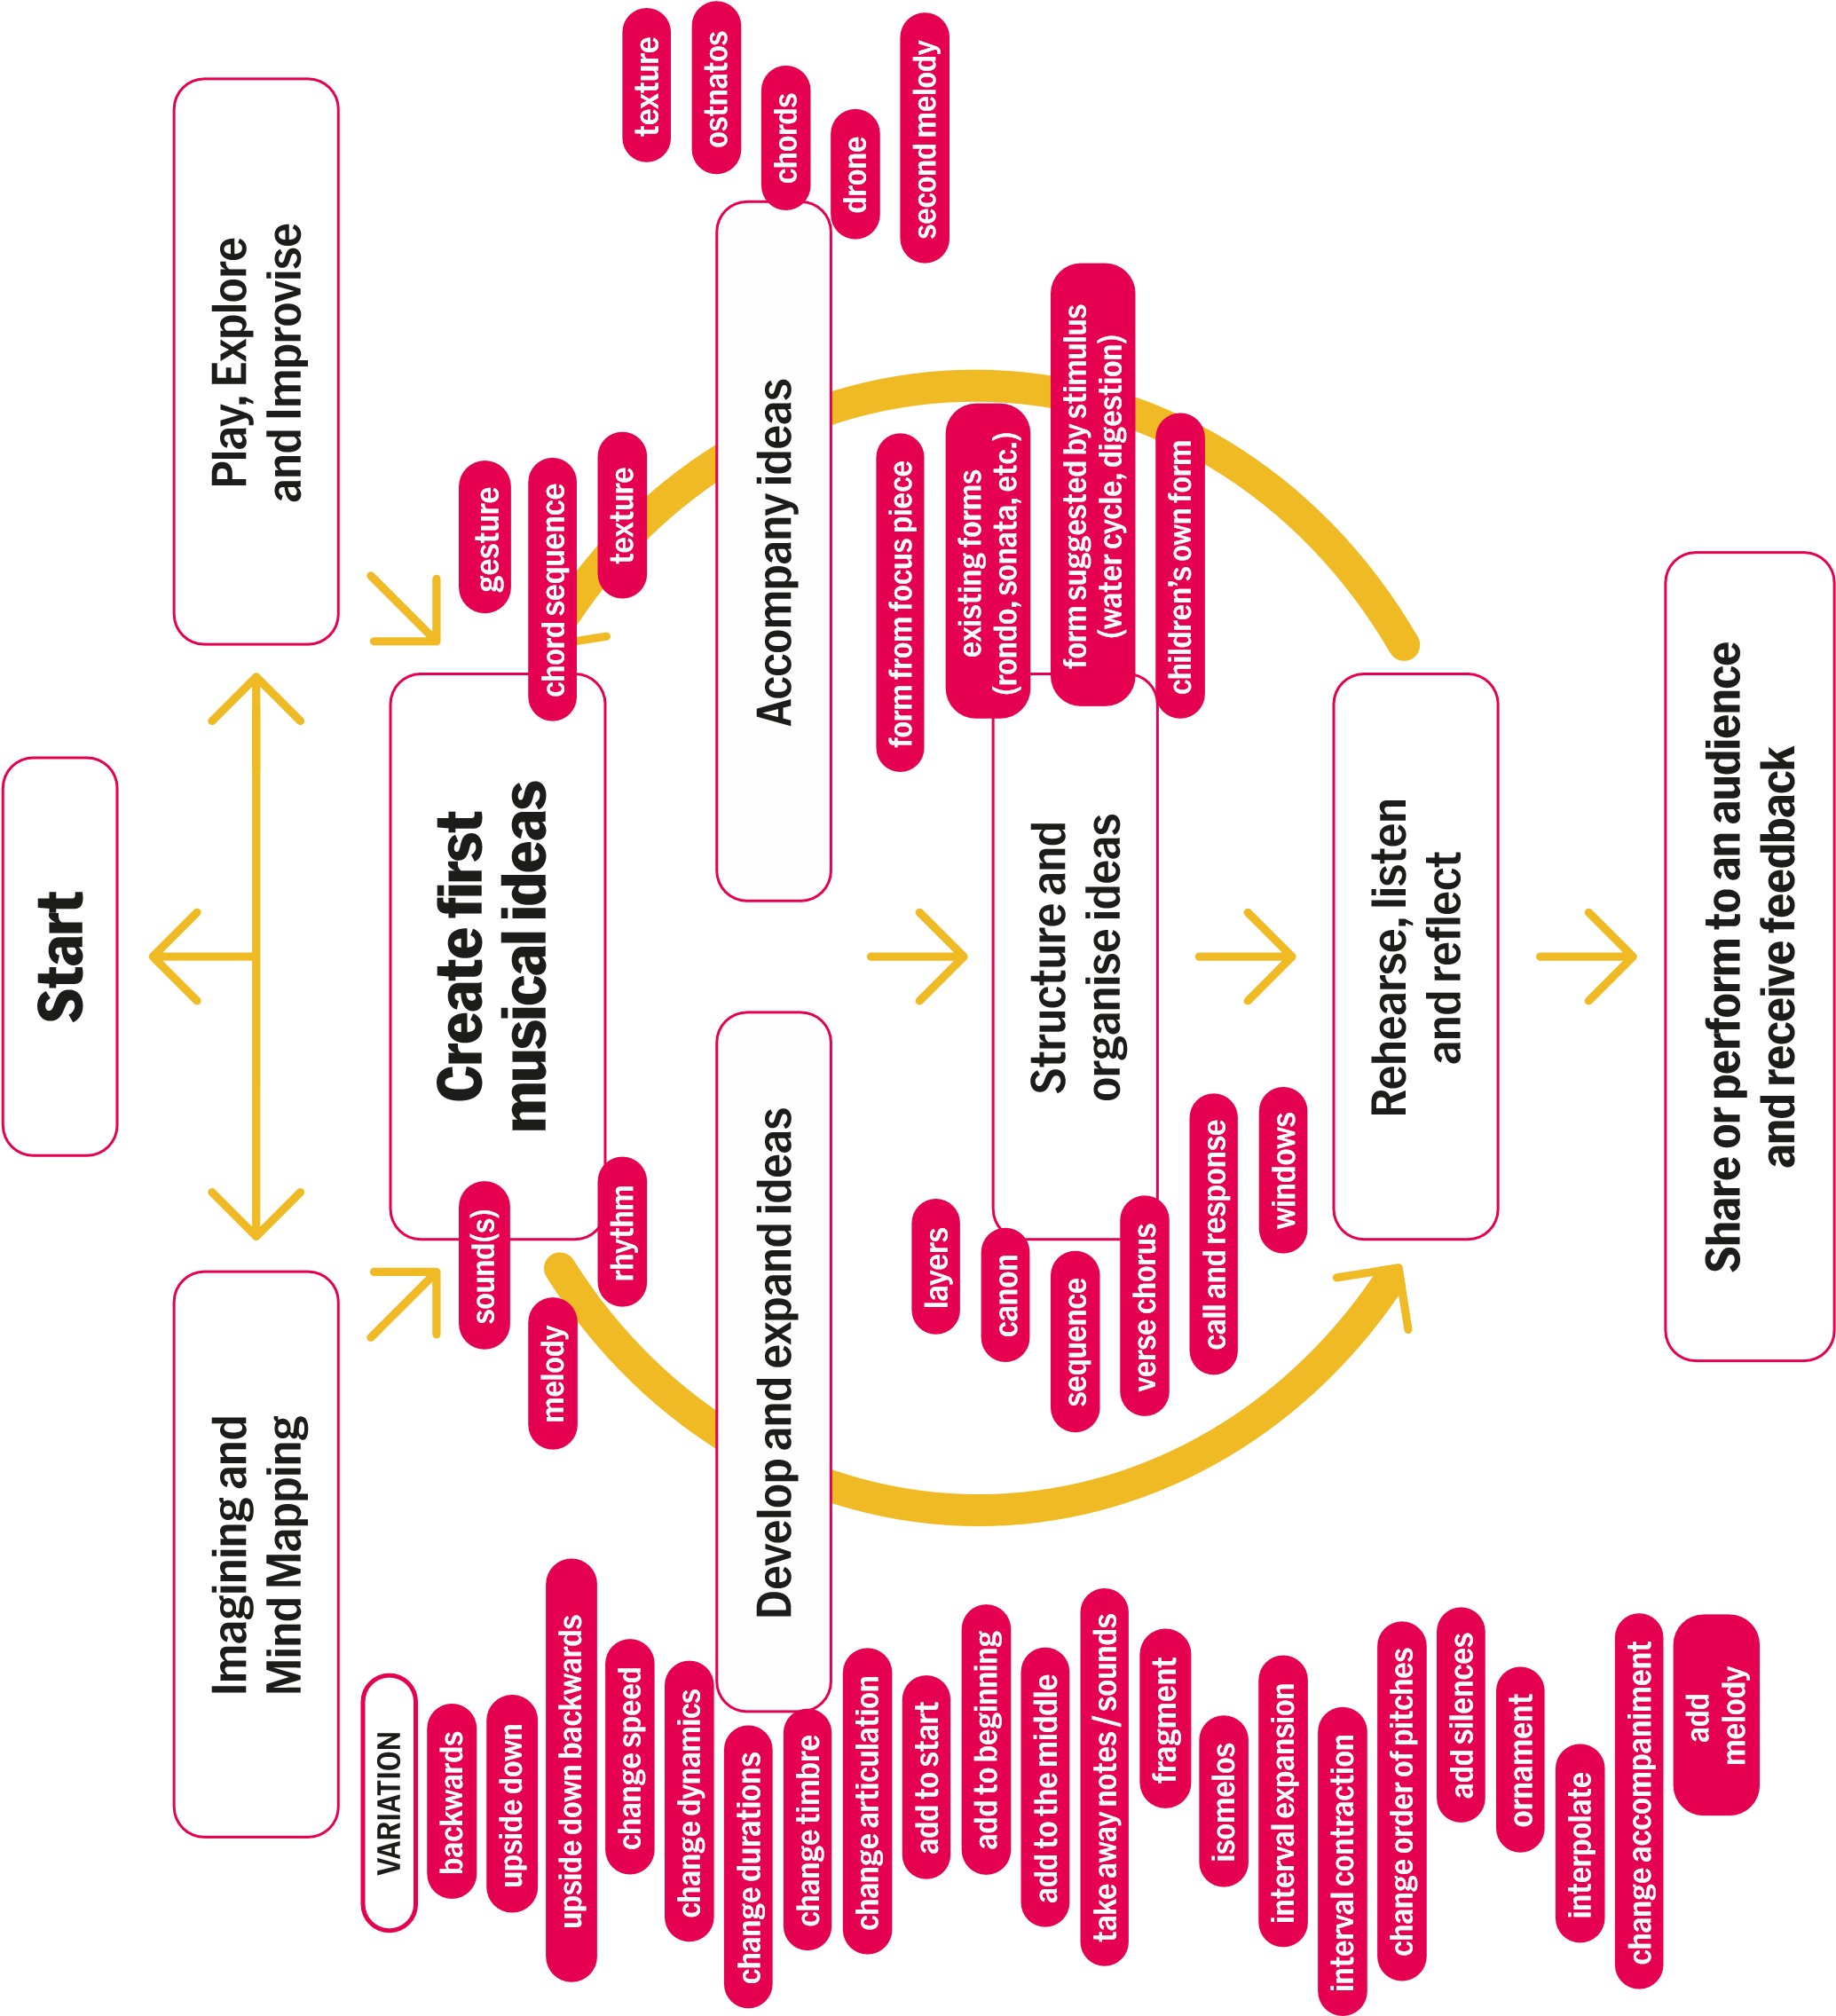 Start
Imagining and
Mind Mapping
Play, Explore
and Improvise
Create first
musical ideas
sound(s)
melody
rhythm
gesture
chord sequence
texture
Develop and expand ideas
VARIATION
backwards
upside down
upside down backwards
change speed
change dynamics
change durations
change timbre
change articulation
add to start
add to beginning
add to the middle
take away notes / sounds
fragment
isomelos
interval expansion
interval contraction
change order of pitches
add silences
ornament
interpolate
change accompaniment
add
melody
Accompany ideas
texture
ostnatos
chords
drone
second melody
Structure and
organise ideas
layers
canon
sequence
verse chorus
call and response
windows
form from focus piece
existing forms
(rondo, sonata, etc.)
form suggested by stimulus
(water cycle, digestion)
children’s own form
Rehearse, listen
and reflect
Share or perform to an audience
and receive feedback